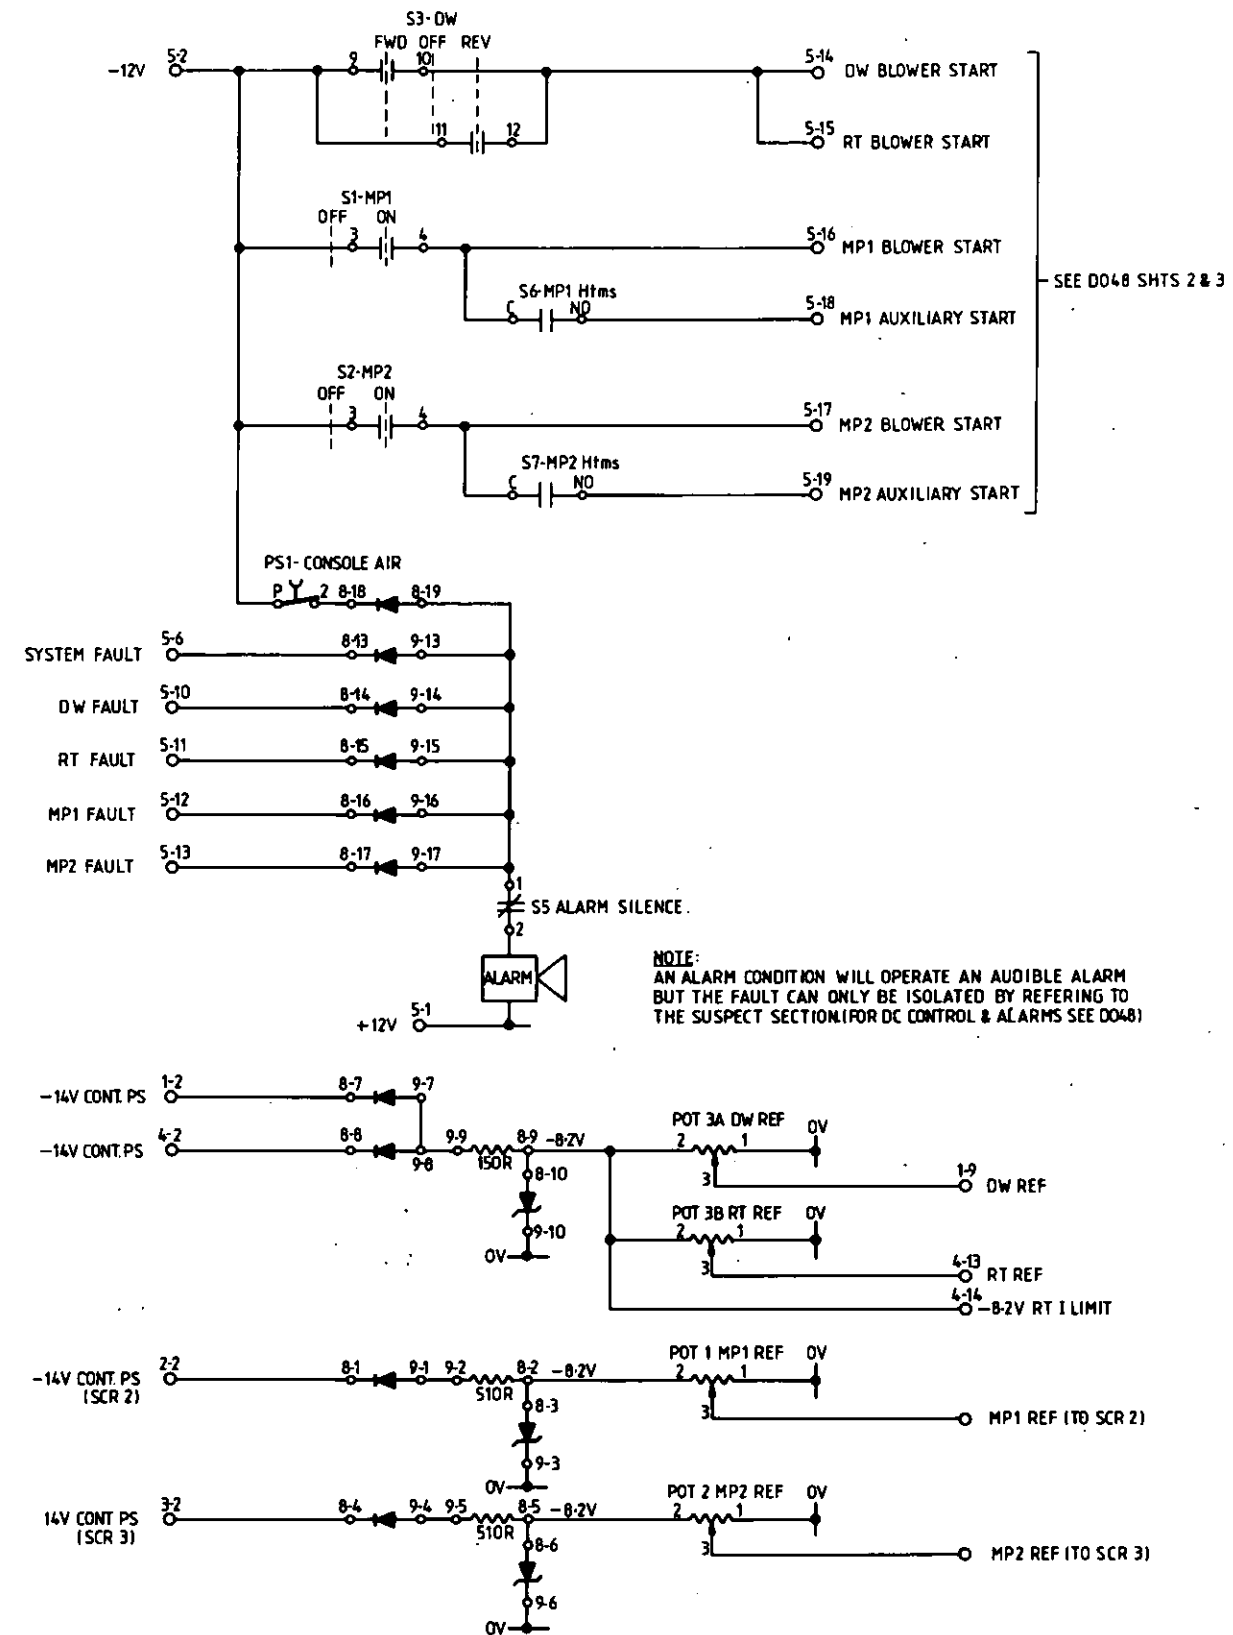 S3-DW
FWD OFF REV
-12V 5-2 9 10 5-14 DW BLOWER START
11 12 5-15 RT BLOWER START
S1-MP1
OFF ON
3 4 5-16 MP1 BLOWER START
SEE D048 SHTS 2 & 3
S6-MP1 Htms
C NO 5-18 MP1 AUXILIARY START
S2-MP2
OFF ON
3 4 5-17 MP2 BLOWER START
S7-MP2 Htms
C NO 5-19 MP2 AUXILIARY START
PS1- CONSOLE AIR
P 2 8-18 8-19
SYSTEM FAULT 5-6 8-13 9-13
DW FAULT 5-10 8-14 9-14
RT FAULT 5-11 8-15 9-15
MP1 FAULT 5-12 8-16 9-16
MP2 FAULT 5-13 8-17 9-17
1
S5 ALARM SILENCE.
2
ALARM
+12V 5-1
NOTE:
AN ALARM CONDITION WILL OPERATE AN AUDIBLE ALARM
BUT THE FAULT CAN ONLY BE ISOLATED BY REFERING TO
THE SUSPECT SECTION.(FOR DC CONTROL & ALARMS SEE D048)
-14V CONT. PS 1-2 8-7 9-7
-14V CONT. PS 4-2 8-8 9-8 9-9 150R 8-9 -8·2V
POT 3A DW REF 0V
2 1
3 1-9 DW REF
8-10
9-10
0V
POT 3B RT REF 0V
2 1
3 4-13 RT REF
4-14 -8·2V RT I LIMIT
-14V CONT. PS 2-2 8-1 9-1 9-2 510R 8-2 -8·2V
(SCR 2)
POT 1 MP1 REF 0V
2 1
3 MP1 REF (TO SCR 2)
8-3
9-3
0V
14V CONT PS 3-2 8-4 9-4 9-5 510R 8-5 -8·2V
(SCR 3)
POT 2 MP2 REF 0V
2 1
3 MP2 REF (TO SCR 3)
8-6
9-6
0V